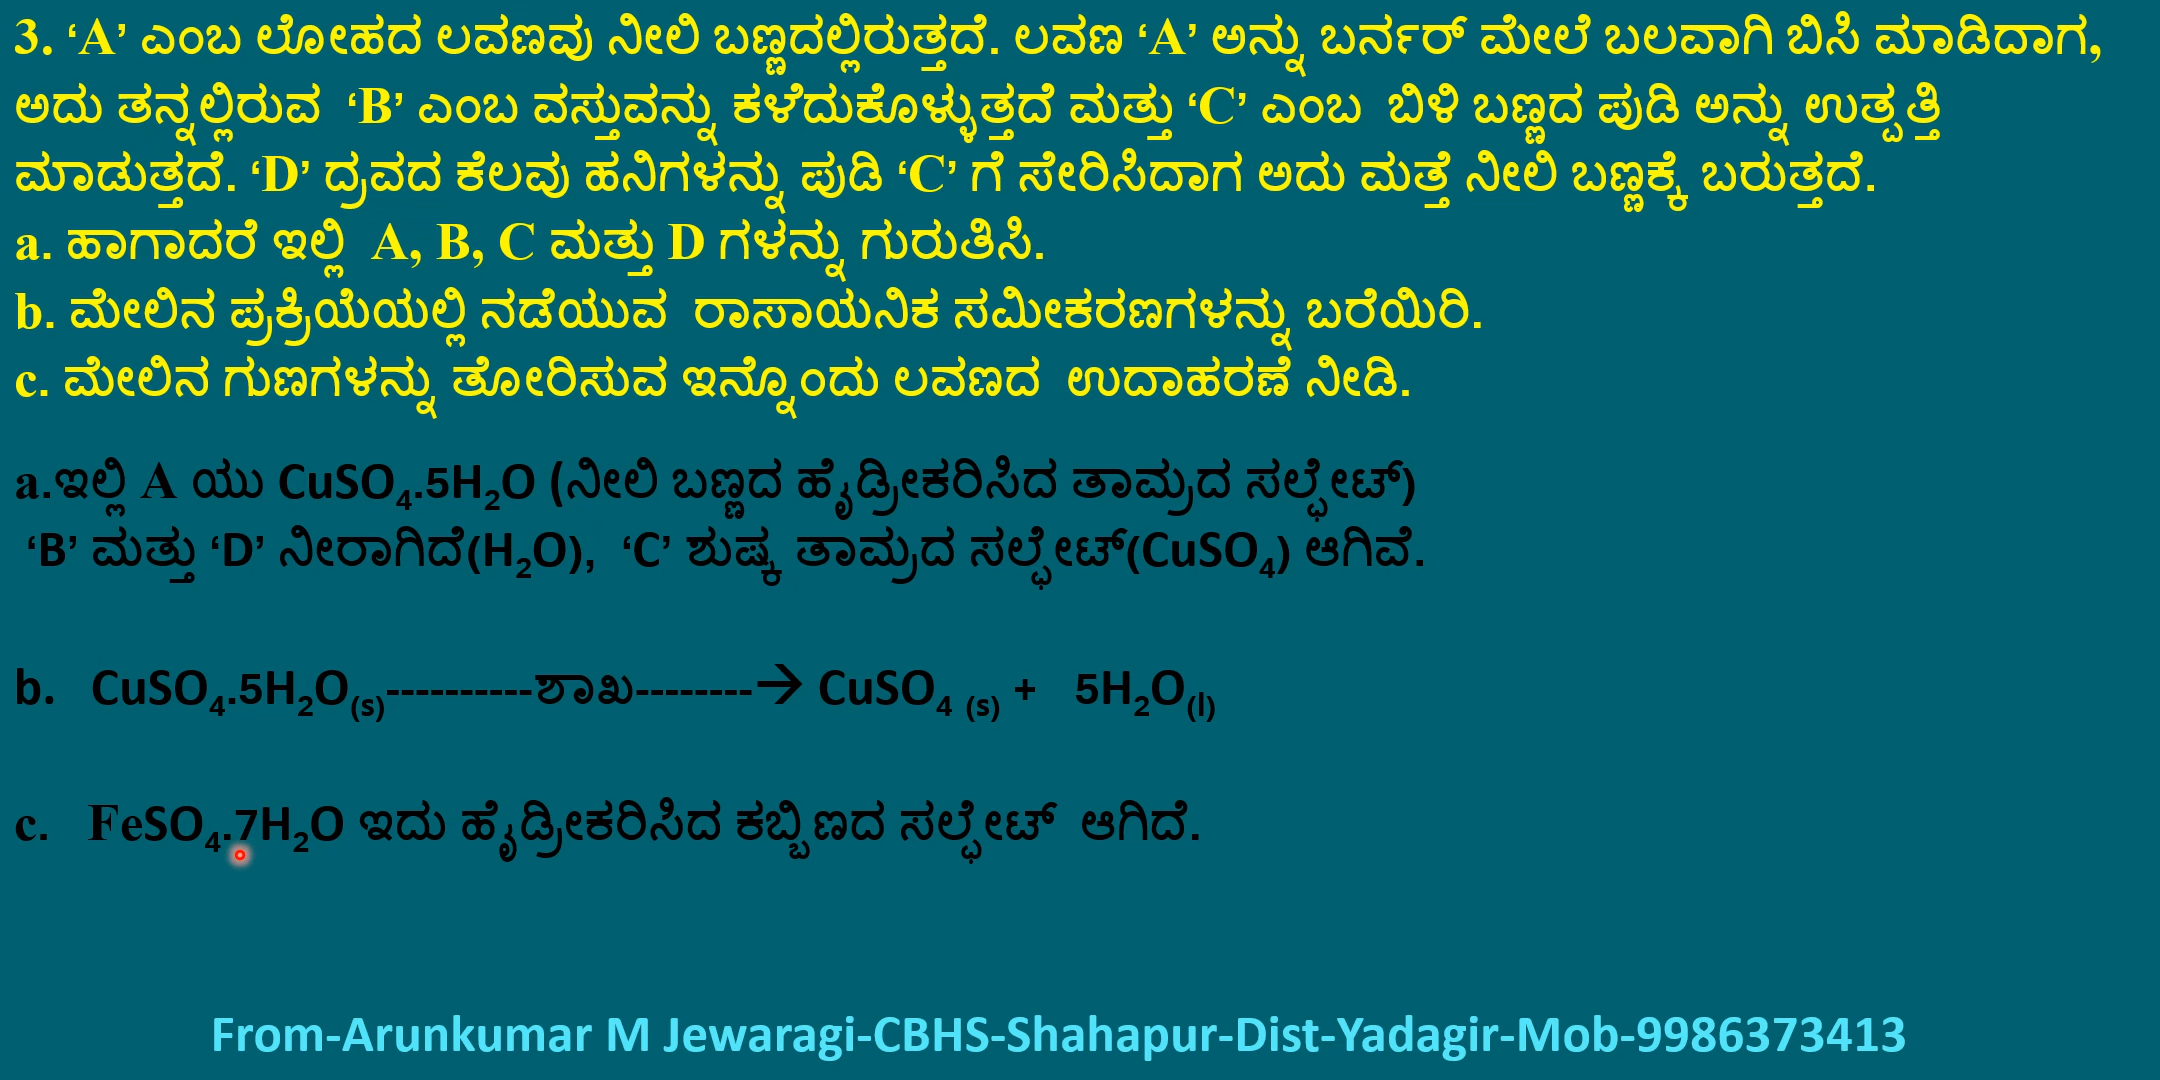 3. ‘A’ ಎಂಬ ಲೋಹದ ಲವಣವು ನೀಲಿ ಬಣ್ಣದಲ್ಲಿರುತ್ತದೆ. ಲವಣ ‘A’ ಅನ್ನು ಬರ್ನರ್ ಮೇಲೆ ಬಲವಾಗಿ ಬಿಸಿ ಮಾಡಿದಾಗ,
ಅದು ತನ್ನಲ್ಲಿರುವ ‘B’ ಎಂಬ ವಸ್ತುವನ್ನು ಕಳೆದುಕೊಳ್ಳುತ್ತದೆ ಮತ್ತು ‘C’ ಎಂಬ ಬಿಳಿ ಬಣ್ಣದ ಪುಡಿ ಅನ್ನು ಉತ್ಪತ್ತಿ
ಮಾಡುತ್ತದೆ. ‘D’ ದ್ರವದ ಕೆಲವು ಹನಿಗಳನ್ನು ಪುಡಿ ‘C’ ಗೆ ಸೇರಿಸಿದಾಗ ಅದು ಮತ್ತೆ ನೀಲಿ ಬಣ್ಣಕ್ಕೆ ಬರುತ್ತದೆ.
a. ಹಾಗಾದರೆ ಇಲ್ಲಿ A, B, C ಮತ್ತು D ಗಳನ್ನು ಗುರುತಿಸಿ.
b. ಮೇಲಿನ ಪ್ರಕ್ರಿಯೆಯಲ್ಲಿ ನಡೆಯುವ ರಾಸಾಯನಿಕ ಸಮೀಕರಣಗಳನ್ನು ಬರೆಯಿರಿ.
c. ಮೇಲಿನ ಗುಣಗಳನ್ನು ತೋರಿಸುವ ಇನ್ನೊಂದು ಲವಣದ ಉದಾಹರಣೆ ನೀಡಿ.
a.ಇಲ್ಲಿ A ಯು CuSO₄.5H₂O (ನೀಲಿ ಬಣ್ಣದ ಹೈಡ್ರೀಕರಿಸಿದ ತಾಮ್ರದ ಸಲ್ಫೇಟ್)
‘B’ ಮತ್ತು ‘D’ ನೀರಾಗಿದೆ(H₂O), ‘C’ ಶುಷ್ಕ ತಾಮ್ರದ ಸಲ್ಫೇಟ್(CuSO₄) ಆಗಿವೆ.
b. CuSO₄.5H₂O(s)----------ಶಾಖ--------→ CuSO₄ (s) + 5H₂O(l)
c. FeSO₄.7H₂O ಇದು ಹೈಡ್ರೀಕರಿಸಿದ ಕಬ್ಬಿಣದ ಸಲ್ಫೇಟ್ ಆಗಿದೆ.
From-Arunkumar M Jewaragi-CBHS-Shahapur-Dist-Yadagir-Mob-9986373413